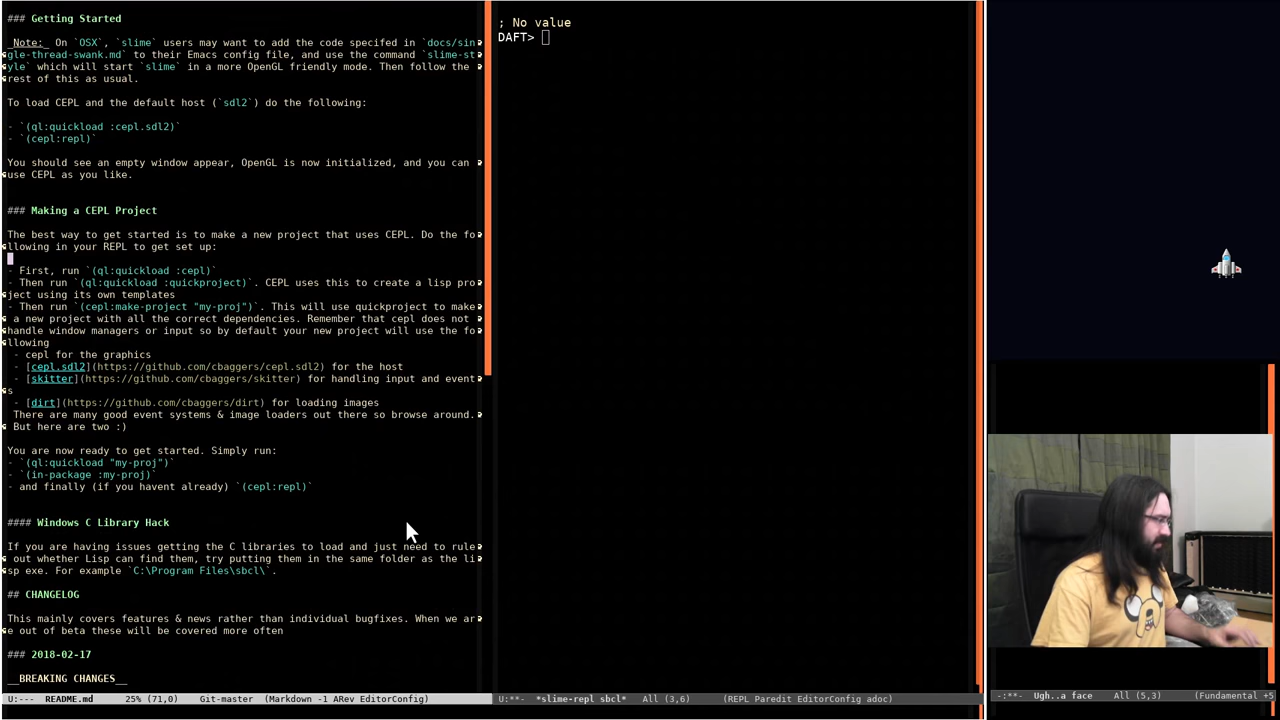 ### Getting Started
_Note:_ On `OSX`, `slime` users may want to add the code specifed in `docs/sin
gle-thread-swank.md` to their Emacs config file, and use the command `slime-st
yle` which will start `slime` in a more OpenGL friendly mode. Then follow the
rest of this as usual.
To load CEPL and the default host (`sdl2`) do the following:
- `(ql:quickload :cepl.sdl2)`
- `(cepl:repl)`
You should see an empty window appear, OpenGL is now initialized, and you can
use CEPL as you like.
### Making a CEPL Project
The best way to get started is to make a new project that uses CEPL. Do the fo
llowing in your REPL to get set up:
- First, run `(ql:quickload :cepl)`
- Then run `(ql:quickload :quickproject)`. CEPL uses this to create a lisp pro
ject using its own templates
- Then run `(cepl:make-project "my-proj")`. This will use quickproject to make
a new project with all the correct dependencies. Remember that cepl does not
handle window managers or input so by default your new project will use the fo
llowing
- cepl for the graphics
- [cepl.sdl2](https://github.com/cbaggers/cepl.sdl2) for the host
- [skitter](https://github.com/cbaggers/skitter) for handling input and event
s
- [dirt](https://github.com/cbaggers/dirt) for loading images
There are many good event systems & image loaders out there so browse around.
But here are two :)
You are now ready to get started. Simply run:
- `(ql:quickload "my-proj")`
- `(in-package :my-proj)`
- and finally (if you havent already) `(cepl:repl)`
#### Windows C Library Hack
If you are having issues getting the C libraries to load and just need to rule
out whether Lisp can find them, try putting them in the same folder as the li
sp exe. For example `C:\Program Files\sbcl\`.
## CHANGELOG
This mainly covers features & news rather than individual bugfixes. When we ar
e out of beta these will be covered more often
### 2018-02-17
__BREAKING CHANGES__
U:--- README.md 25% (71,0) Git-master (Markdown -1 ARev EditorConfig)
; No value
DAFT>
U:**- *slime-repl sbcl* All (3,6) (REPL Paredit EditorConfig adoc)
-:**- Ugh..a face All (5,3) (Fundamental +5